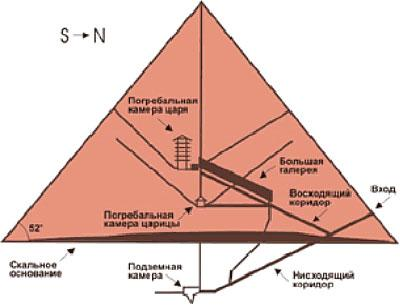 S → N
Погребальная
камера царя
Большая
галерея
Восходящий
коридор
Вход
Погребальная
камера царицы
52°
Скальное
основание
Подземная
камера
Нисходящий
коридор